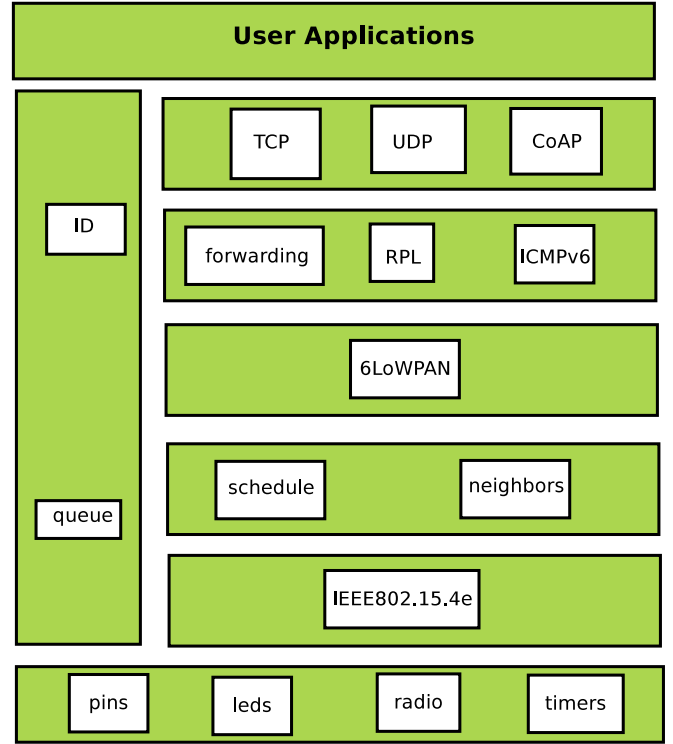 User Applications
TCP
UDP
CoAP
ID
forwarding
RPL
ICMPv6
6LoWPAN
schedule
neighbors
queue
IEEE802.15.4e
pins
leds
radio
timers